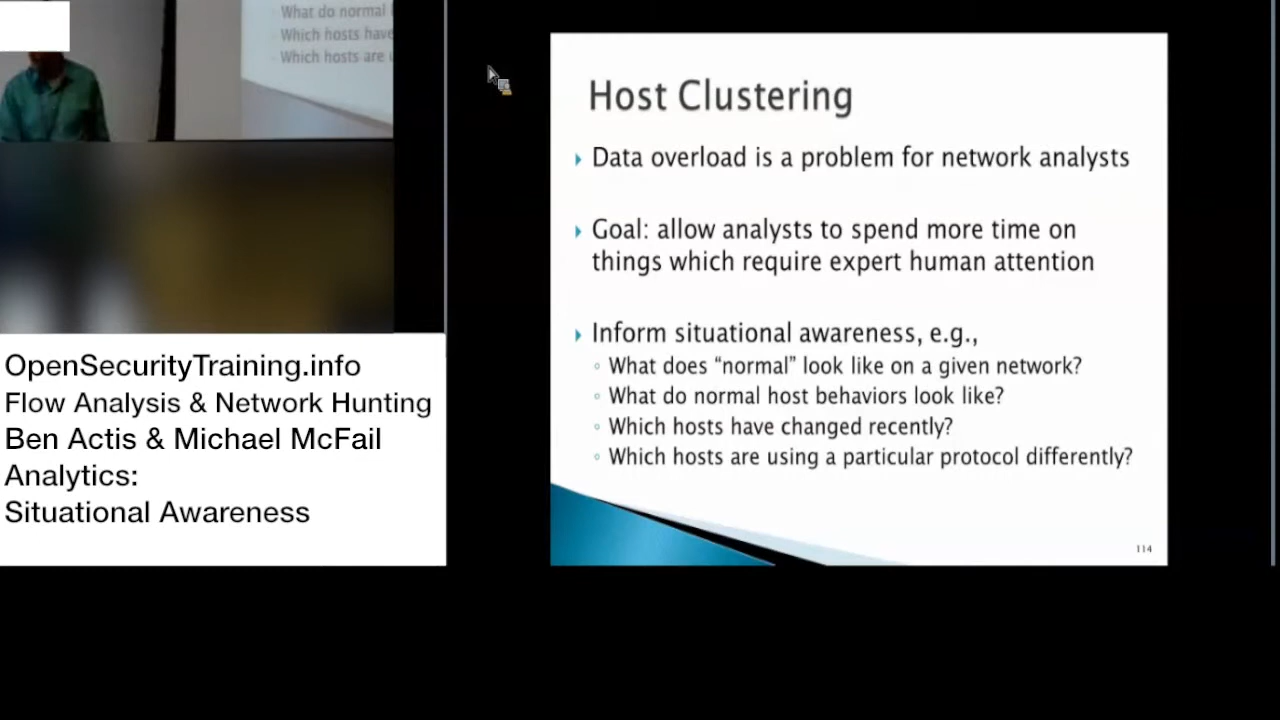 What do normal
Which hosts have
Which hosts are
OpenSecurityTraining.info
Flow Analysis & Network Hunting
Ben Actis & Michael McFail
Analytics:
Situational Awareness
Host Clustering
Data overload is a problem for network analysts
Goal: allow analysts to spend more time on
things which require expert human attention
Inform situational awareness, e.g.,
What does “normal” look like on a given network?
What do normal host behaviors look like?
Which hosts have changed recently?
Which hosts are using a particular protocol differently?
114